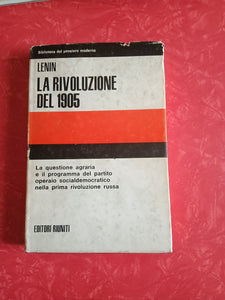 Biblioteca del pensiero moderno
LENIN
LA RIVOLUZIONE
DEL 1905
La questione agraria
e il programma del partito
operaio socialdemocratico
nella prima rivoluzione russa
EDITORI RIUNITI